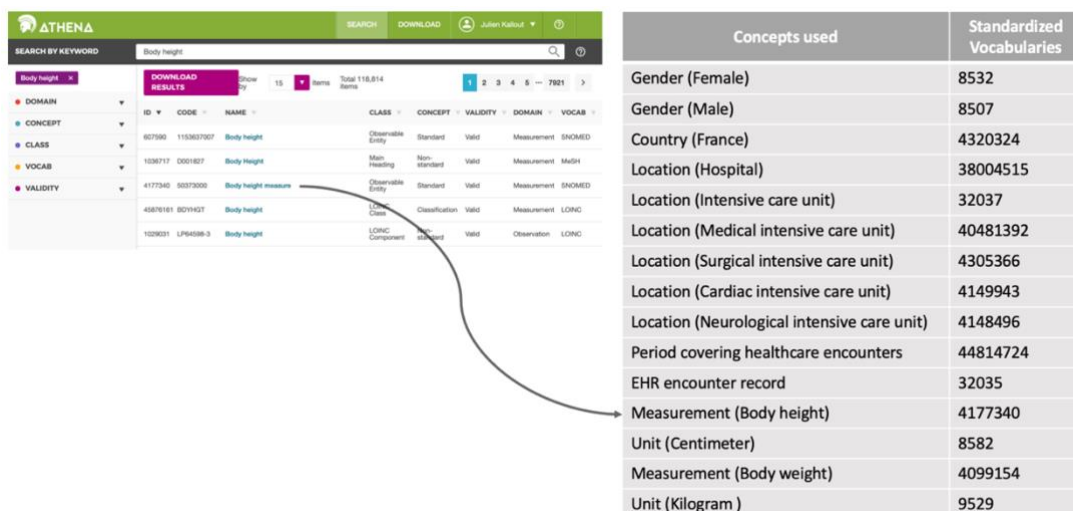 ATHENA
SEARCH DOWNLOAD Julien Kallout
SEARCH BY KEYWORD
Body height
Body height ×
DOMAIN
CONCEPT
CLASS
VOCAB
VALIDITY
DOWNLOAD RESULTS
Show by 15 items Total 118,814 items
1 2 3 4 5 ... 7921 >
ID CODE NAME CLASS CONCEPT VALIDITY DOMAIN VOCAB
607590 1153637007 Body height Observable Entity Standard Valid Measurement SNOMED
1036717 D001827 Body Height Main Heading Non-standard Valid Measurement MeSH
4177340 50373000 Body height measure Observable Entity Standard Valid Measurement SNOMED
45876161 BDYHGT Body height LOINC Class Classification Valid Measurement LOINC
1029031 LP64598-3 Body height LOINC Component Non-standard Valid Observation LOINC
Concepts used Standardized Vocabularies
Gender (Female) 8532
Gender (Male) 8507
Country (France) 4320324
Location (Hospital) 38004515
Location (Intensive care unit) 32037
Location (Medical intensive care unit) 40481392
Location (Surgical intensive care unit) 4305366
Location (Cardiac intensive care unit) 4149943
Location (Neurological intensive care unit) 4148496
Period covering healthcare encounters 44814724
EHR encounter record 32035
Measurement (Body height) 4177340
Unit (Centimeter) 8582
Measurement (Body weight) 4099154
Unit (Kilogram ) 9529